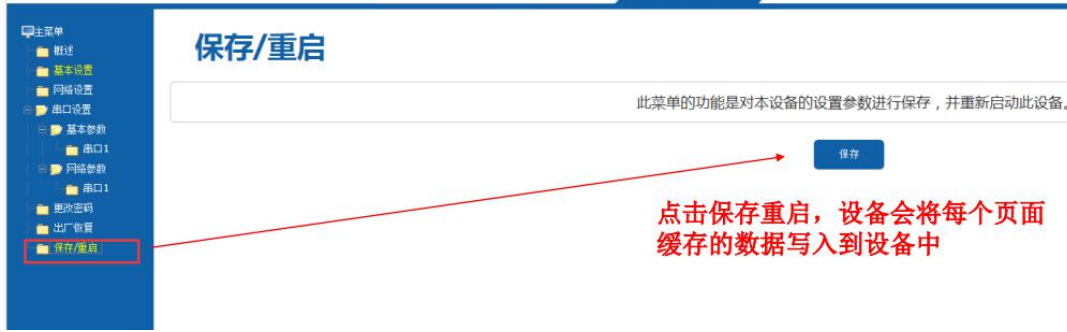 主菜单
概述
基本设置
网络设置
串口设置
基本参数
串口1
网络参数
串口1
更改密码
出厂恢复
保存/重启
保存/重启
此菜单的功能是对本设备的设置参数进行保存，并重新启动此设备。
保存
点击保存重启，设备会将每个页面
缓存的数据写入到设备中